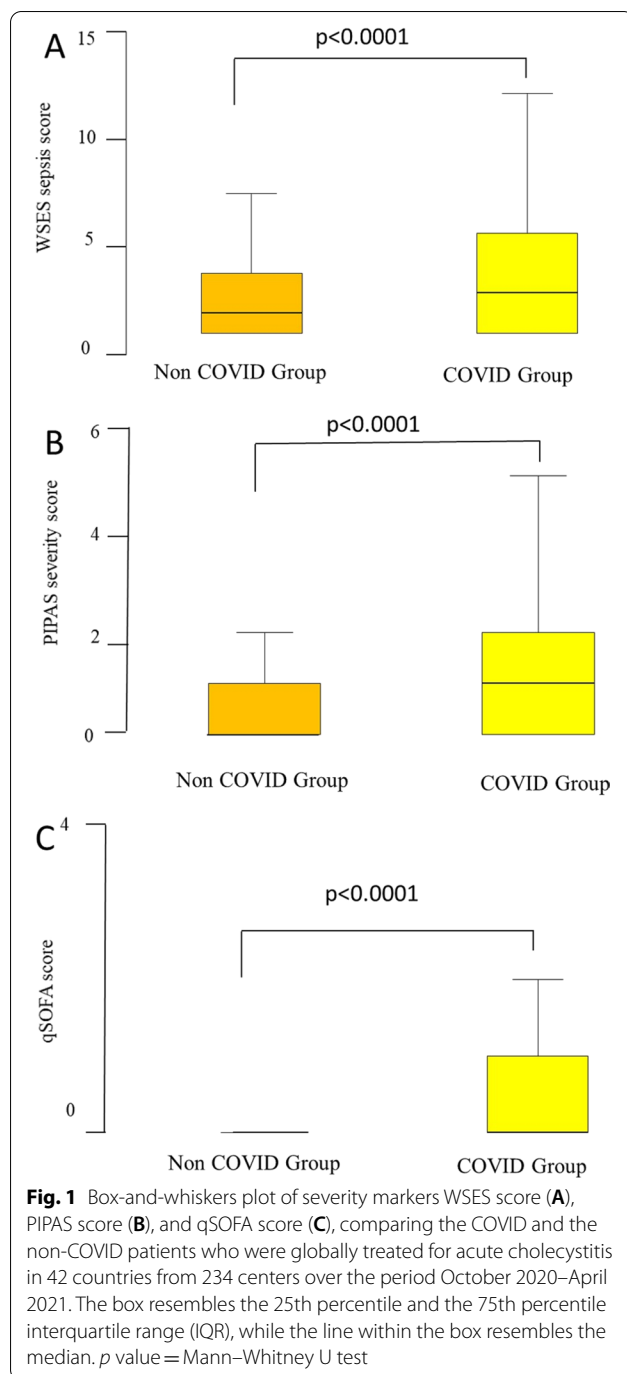 A
15
p<0.0001
10
WSES sepsis score
5
0
Non COVID Group
COVID Group
B
6
p<0.0001
4
PIPAS severity score
2
0
Non COVID Group
COVID Group
C
4
p<0.0001
qSOFA score
0
Non COVID Group
COVID Group
Fig. 1 Box-and-whiskers plot of severity markers WSES score (A),
PIPAS score (B), and qSOFA score (C), comparing the COVID and the
non-COVID patients who were globally treated for acute cholecystitis
in 42 countries from 234 centers over the period October 2020–April
2021. The box resembles the 25th percentile and the 75th percentile
interquartile range (IQR), while the line within the box resembles the
median. p value = Mann–Whitney U test